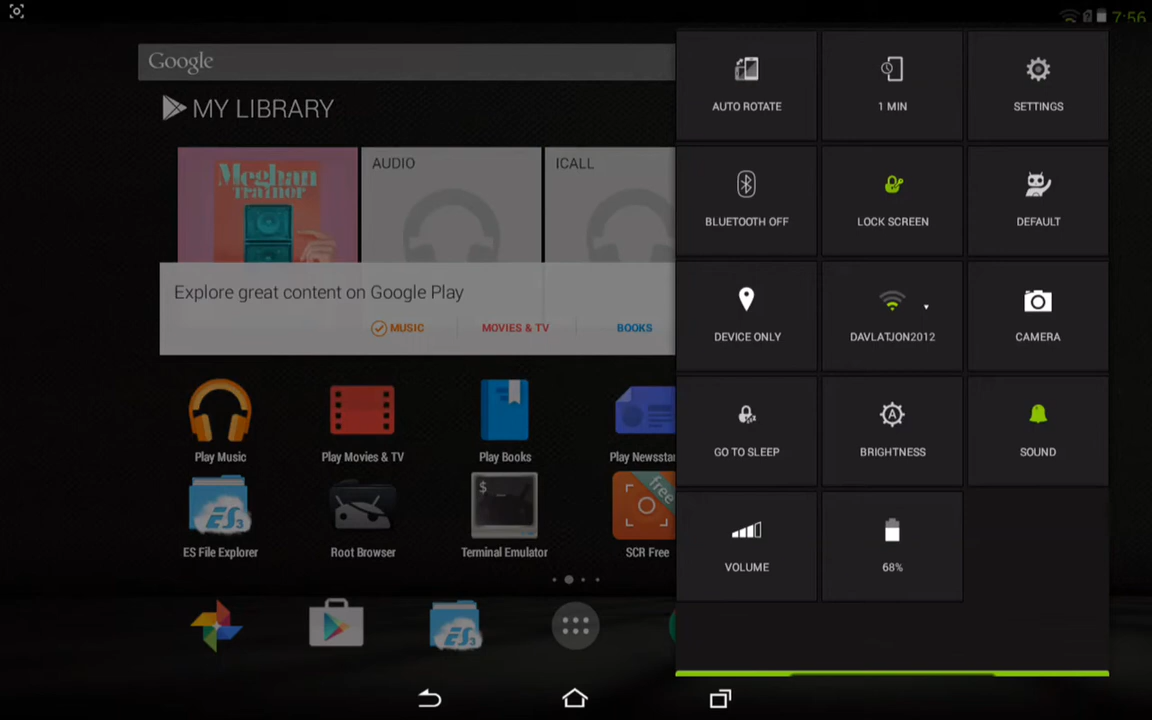 7:56
Google
MY LIBRARY
Meghan
Trainor
AUDIO
ICALL
Explore great content on Google Play
MUSIC
MOVIES & TV
BOOKS
Play Music
Play Movies & TV
Play Books
Play Newsstan
ES File Explorer
Root Browser
$
Terminal Emulator
free
SCR Free
AUTO ROTATE
1 MIN
SETTINGS
BLUETOOTH OFF
LOCK SCREEN
DEFAULT
DEVICE ONLY
DAVLATJON2012
CAMERA
GO TO SLEEP
A
BRIGHTNESS
SOUND
VOLUME
68%